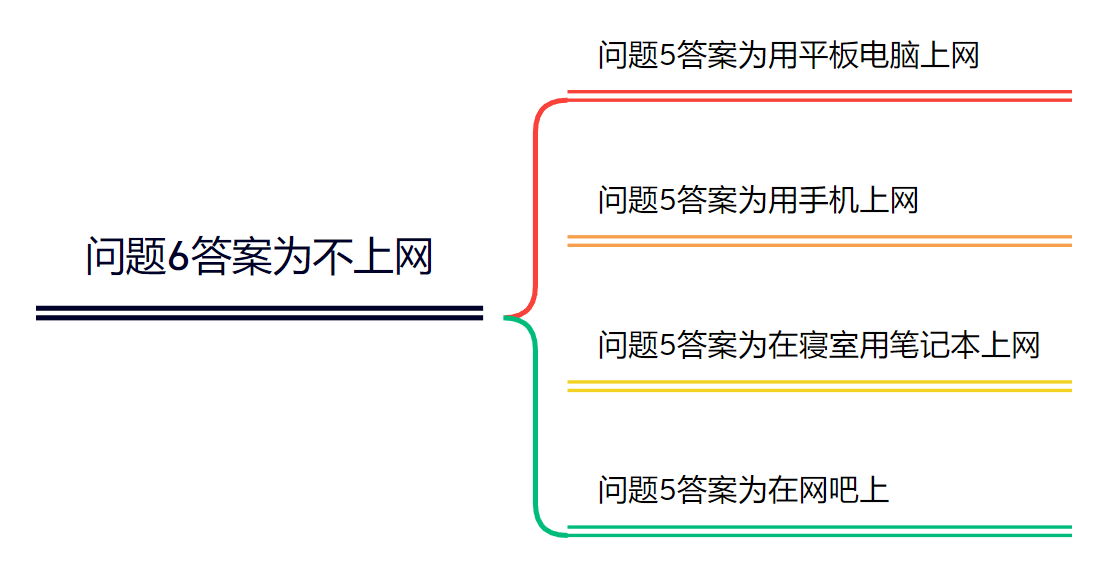 问题5答案为用平板电脑上网
问题5答案为用手机上网
问题6答案为不上网
问题5答案为在寝室用笔记本上网
问题5答案为在网吧上